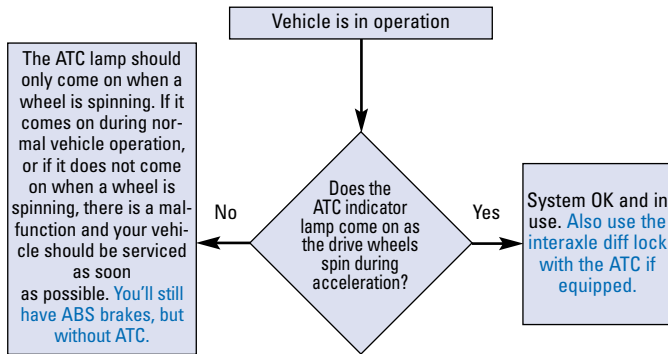 Vehicle is in operation
The ATC lamp should
only come on when a
wheel is spinning. If it
comes on during nor-
mal vehicle operation,
or if it does not come
on when a wheel is
spinning, there is a mal-
function and your vehi-
cle should be serviced
as soon
as possible. You'll still
have ABS brakes, but
without ATC.
No
Does the
ATC indicator
lamp come on as
the drive wheels
spin during
acceleration?
Yes
System OK and in
use. Also use the
interaxle diff lock
with the ATC if
equipped.